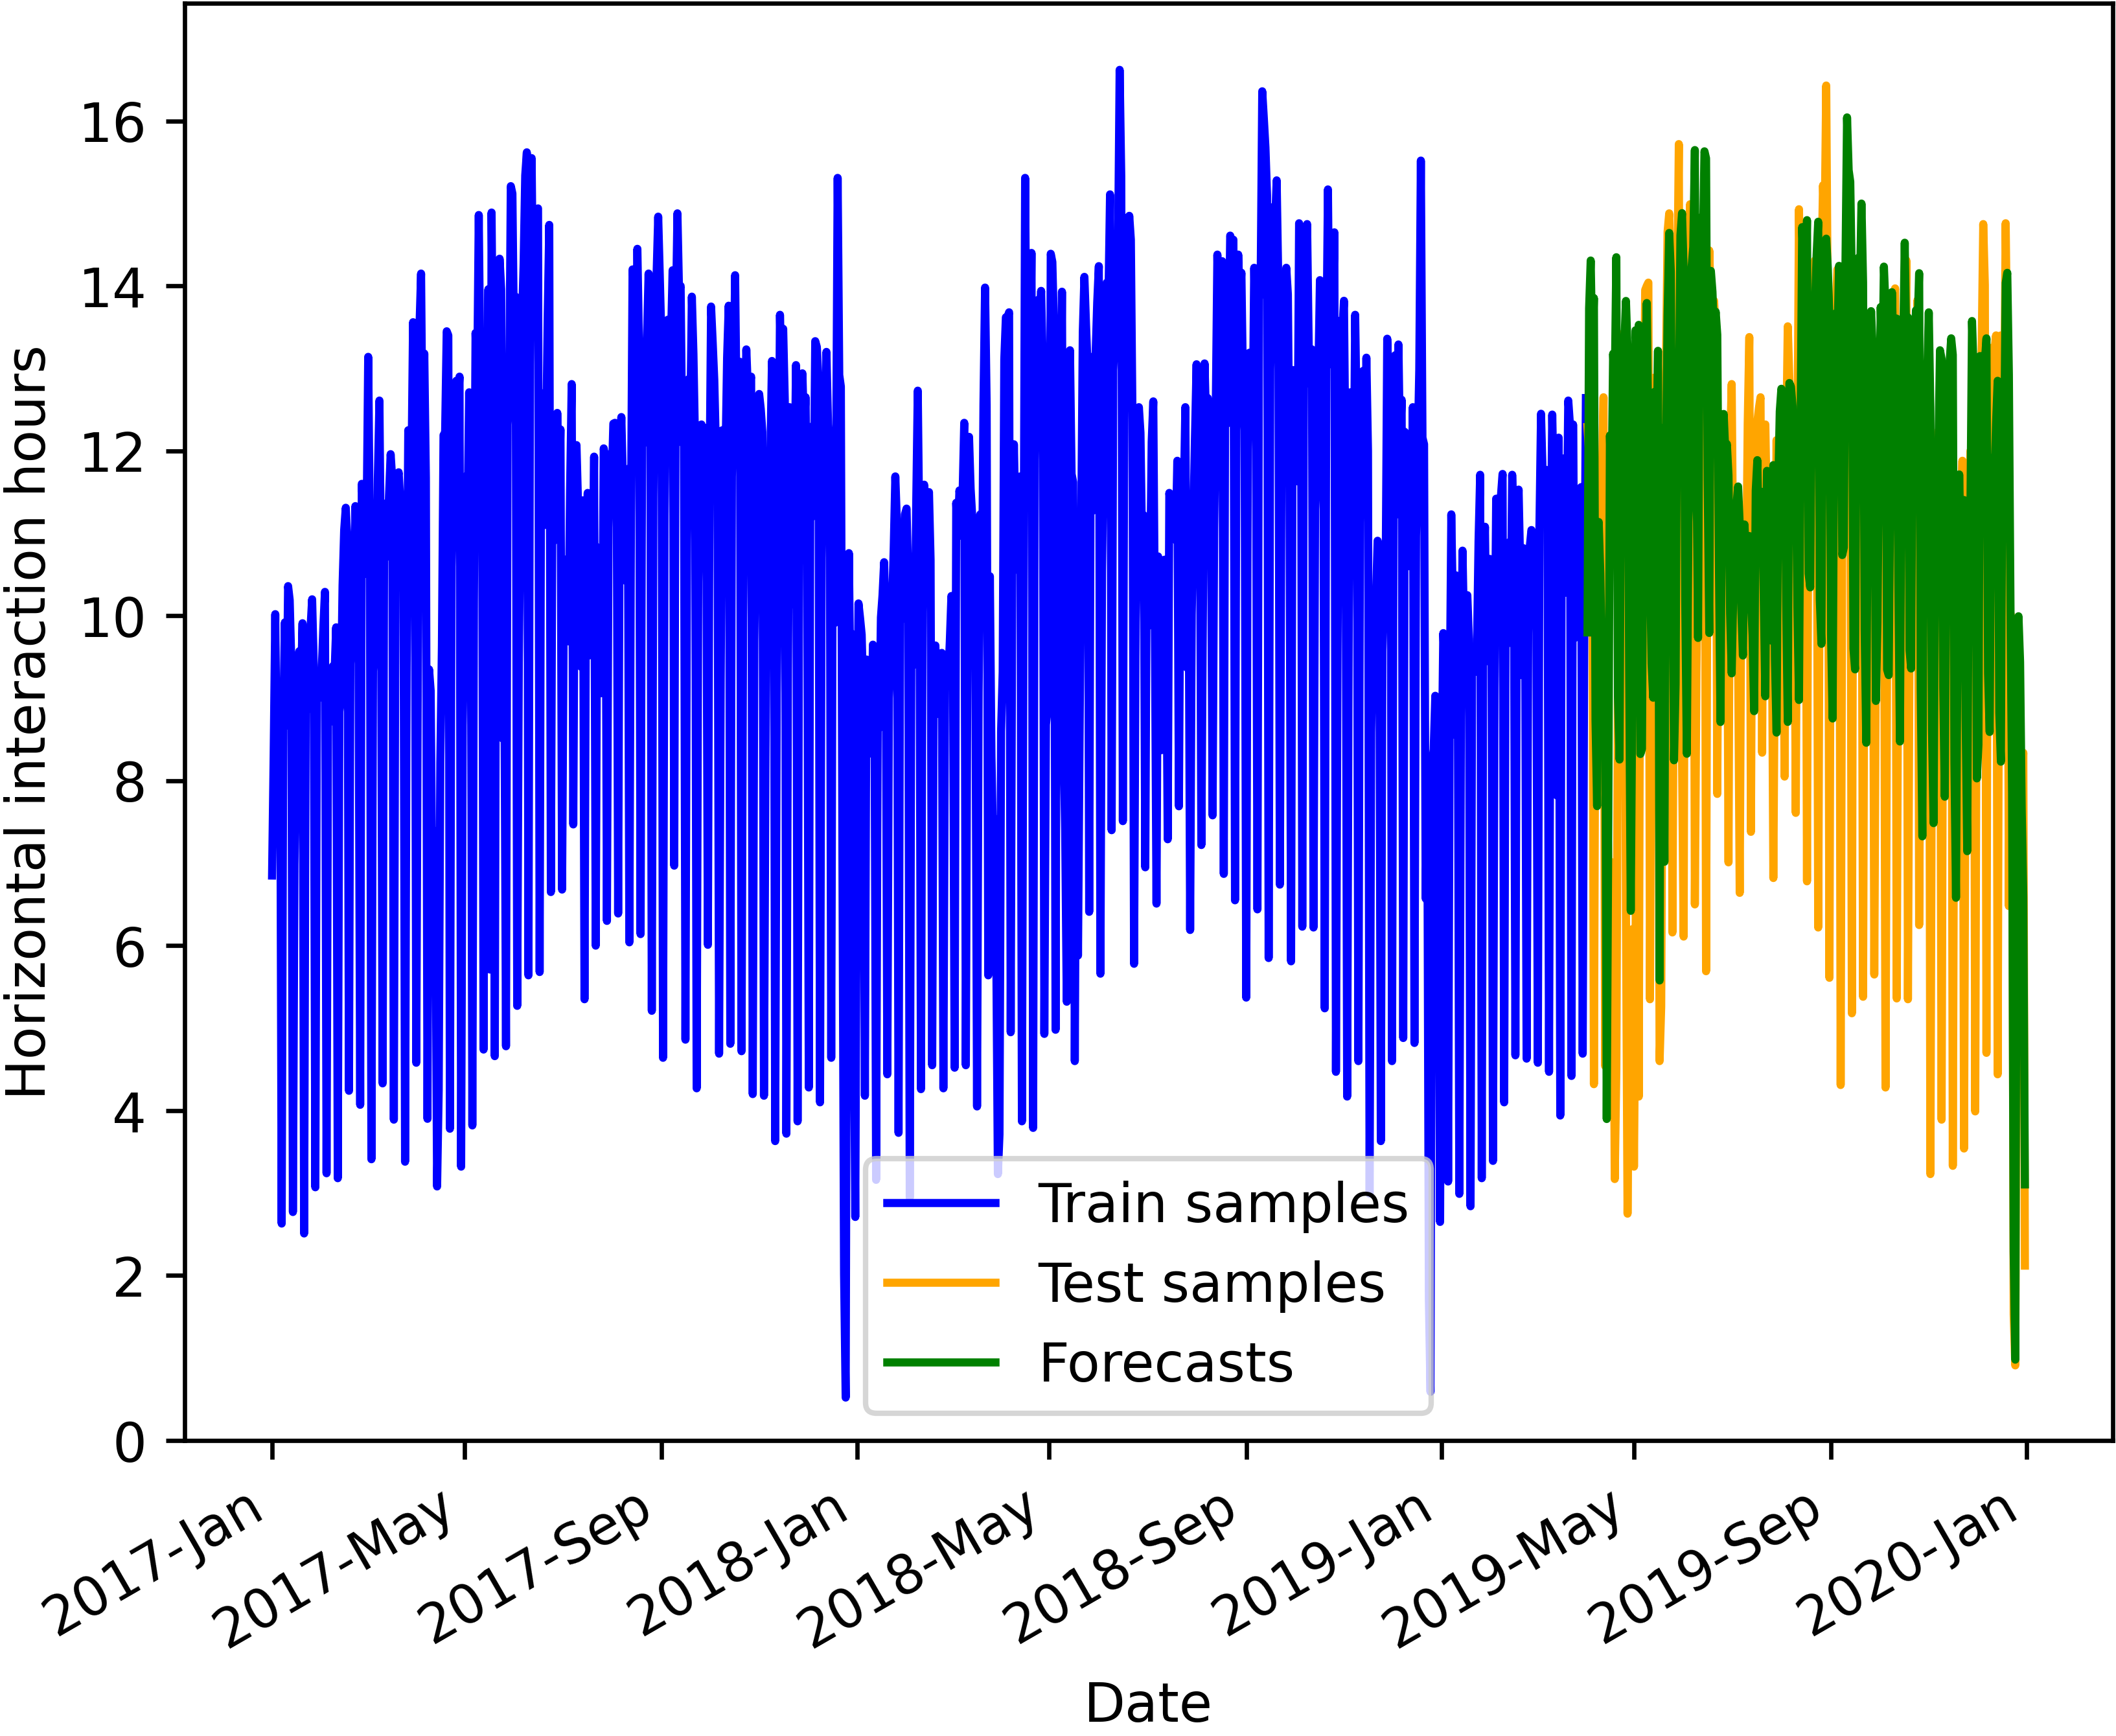 Horizontal interaction hours
16
14
12
10
8
6
4
2
0
Train samples
Test samples
Forecasts
2017-Jan
2017-May
2017-Sep
2018-Jan
2018-May
2018-Sep
2019-Jan
2019-May
2019-Sep
2020-Jan
Date